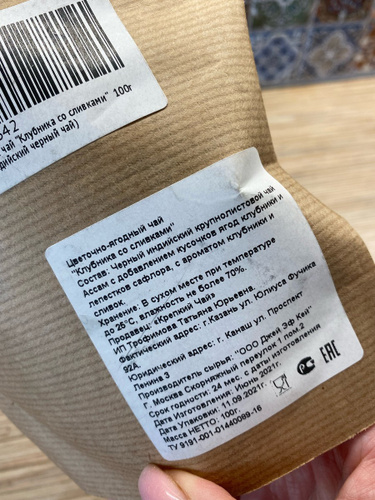 642
чай "Клубника со сливками" 100г
дийский черный чай)
Цветочно-ягодный чай
"Клубника со сливками"
Состав: Черный индийский крупнолистовой чай
Ассам с добавлением кусочков ягод клубники и
лепестков сафлора, с ароматом клубники и
сливок.
Хранение: В сухом месте при температуре
до 25°С, влажность не более 70%.
Продавец: «Крепкий Чай»
ИП Трофимова Татьяна Юрьевна.
Фактический адрес: г.Казань ул. Юлиуса Фучика
92А.
Юридический адрес: г. Канаш ул. Проспект
Ленина 3
Производитель сырья: "ООО Джей Эф Кей"
Г. Москва Скорняжный переулок 1 пом.2
Срок годности: 24 мес. с даты изготовления
Дата Изготовления: Июнь 2021г.
Дата Упаковки: 11.09.2021г.
Масса НЕТТО: 100г.
ТУ 9191-001-01440069-16
ЕАС